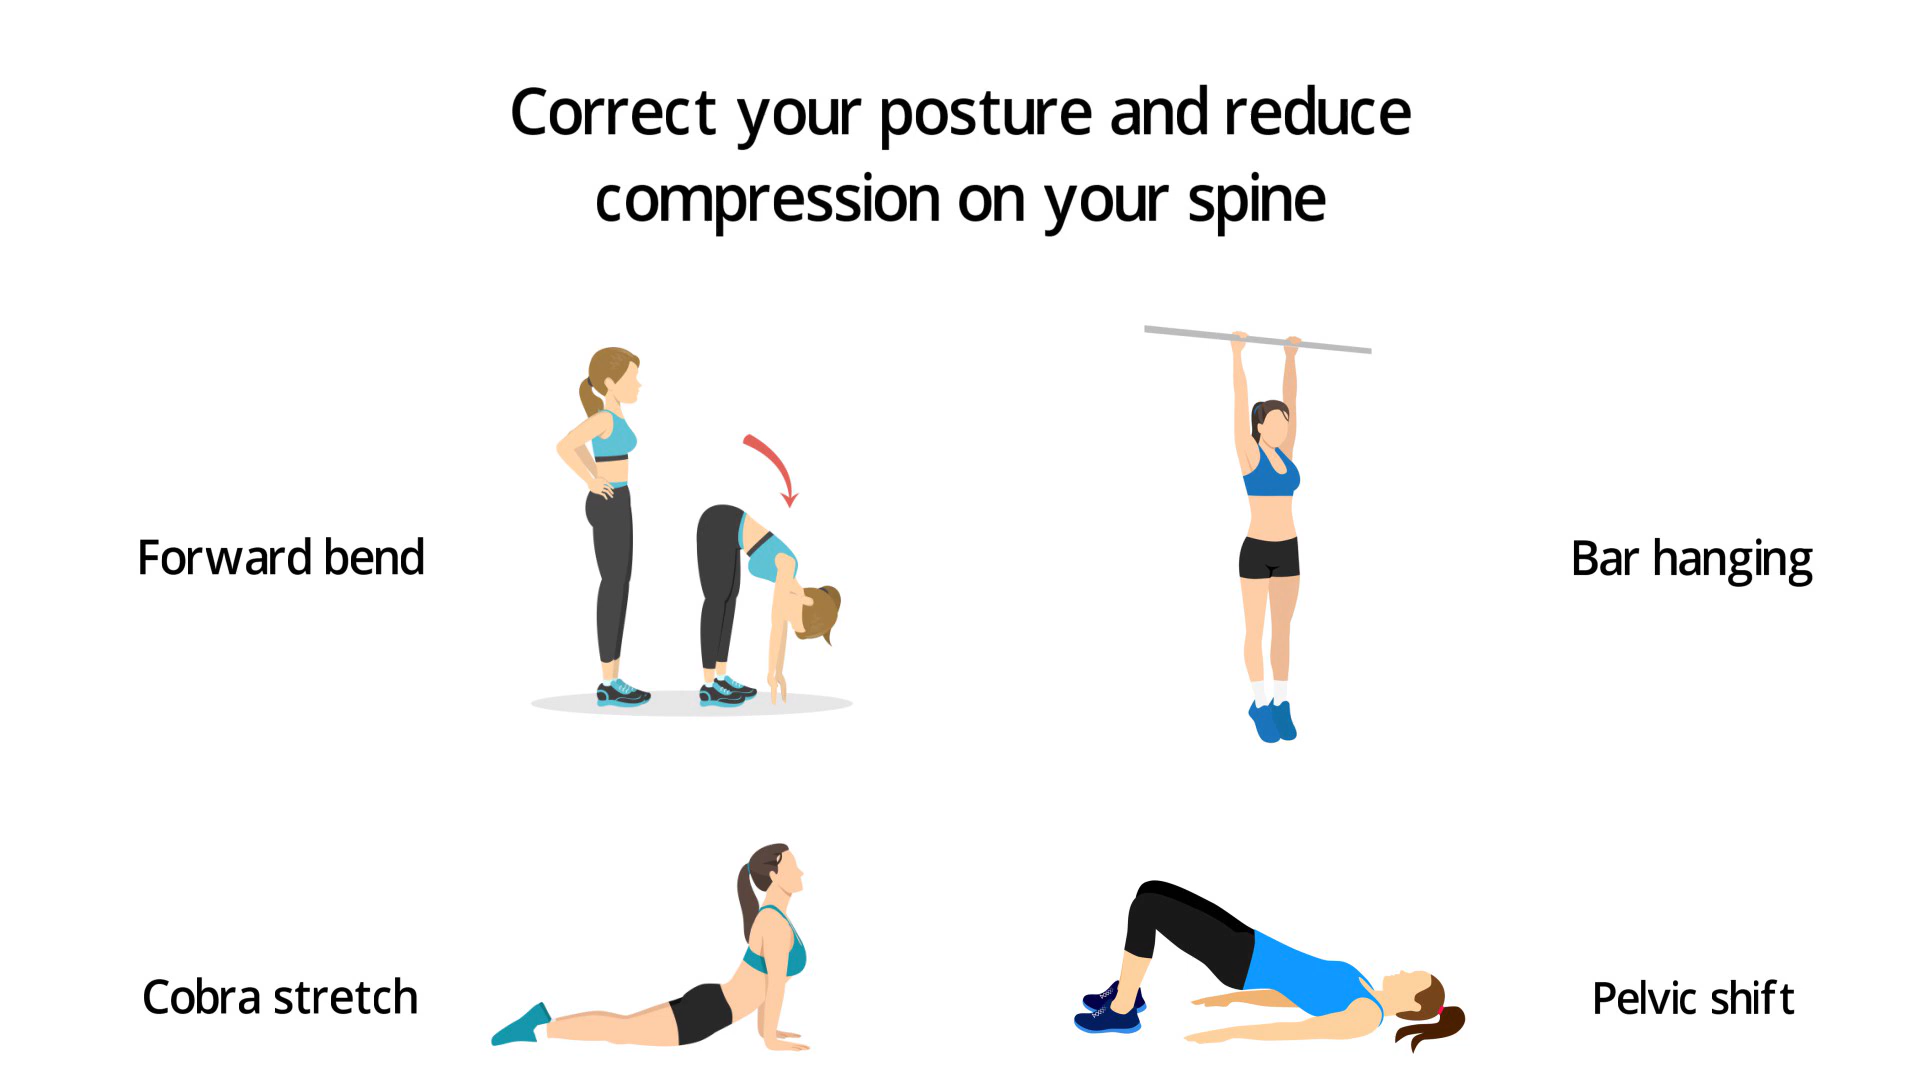 Correct your posture and reduce
compression on your spine
Forward bend
Bar hanging
Cobra stretch
Pelvic shift